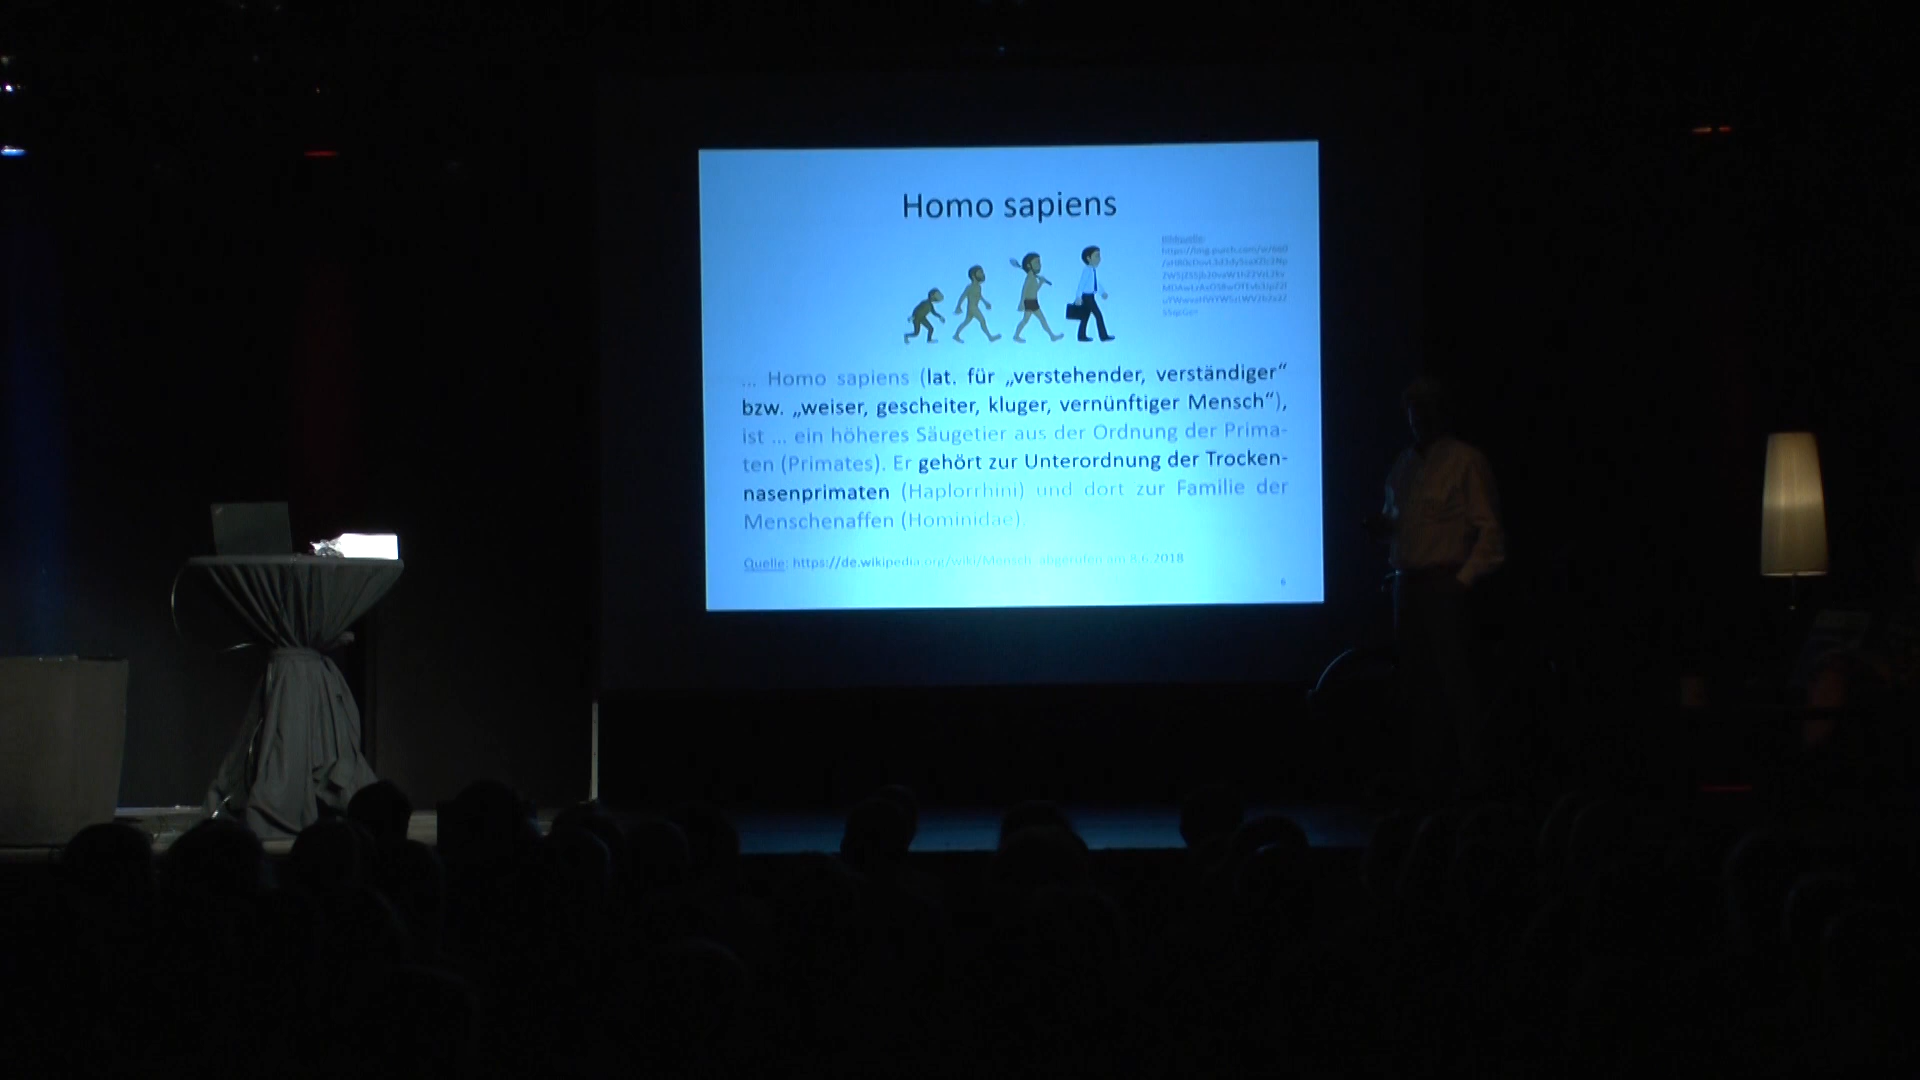 Homo sapiens
... Homo sapiens (lat. für „verstehender, verständiger“
bzw. „weiser, gescheiter, kluger, vernünftiger Mensch“),
ist ... ein höheres Säugetier aus der Ordnung der Prima-
ten (Primates). Er gehört zur Unterordnung der Trocken-
nasenprimaten (Haplorrhini) und dort zur Familie der
Menschenaffen (Hominidae).
Quelle: https://de.wikipedia.org/wiki/Mensch, abgerufen am 8.6.2018
6